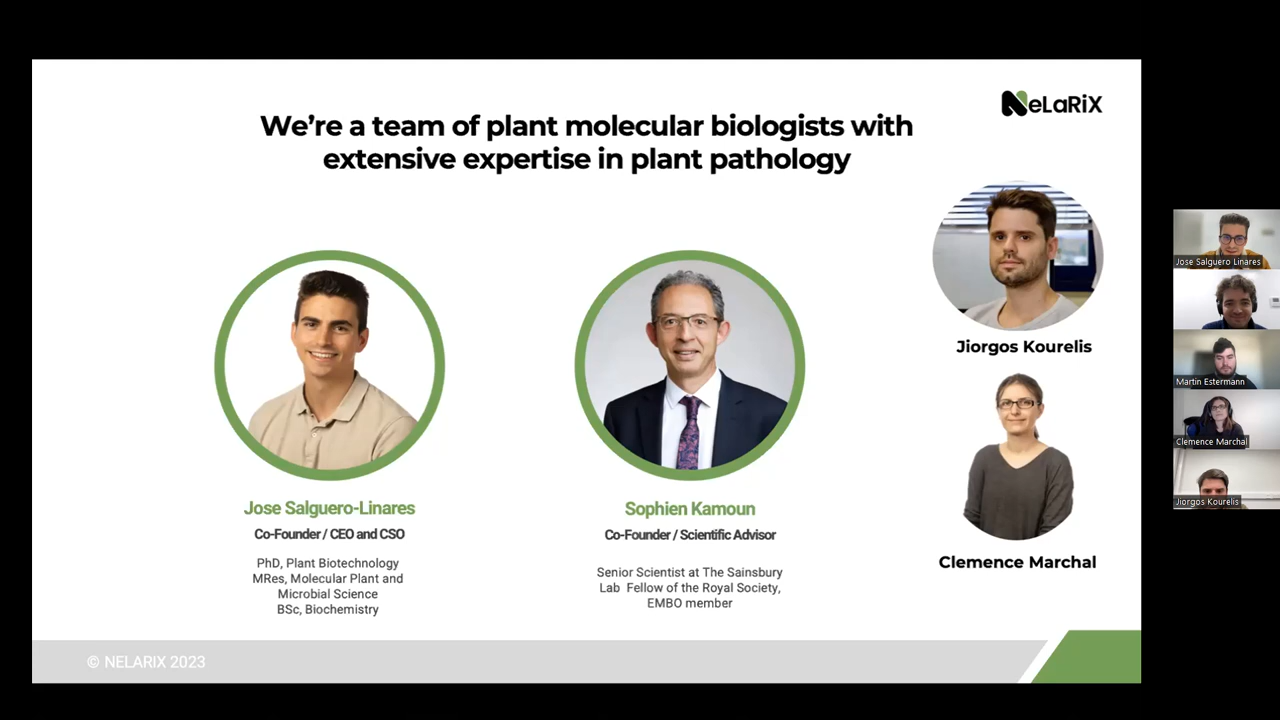 NeLaRiX
We're a team of plant molecular biologists with
extensive expertise in plant pathology
Jose Salguero-Linares
Co-Founder / CEO and CSO
PhD, Plant Biotechnology
MRes, Molecular Plant and
Microbial Science
BSc, Biochemistry
Sophien Kamoun
Co-Founder / Scientific Advisor
Senior Scientist at The Sainsbury
Lab Fellow of the Royal Society,
EMBO member
Jiorgos Kourelis
Clemence Marchal
© NELARIX 2023
Jose Salguero Linares
Martin Estermann
Clemence Marchal
Jiorgos Kourelis